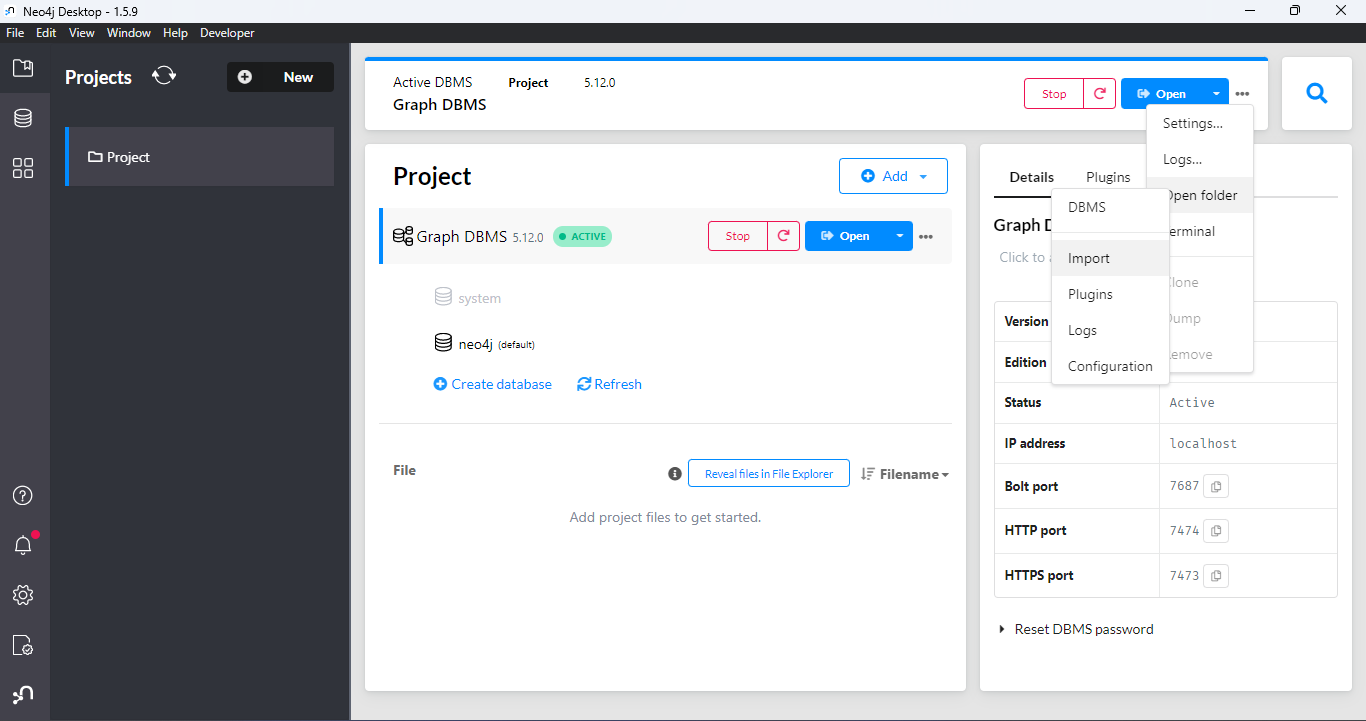 Neo4j Desktop - 1.5.9
File Edit View Window Help Developer
Projects
New
Project
Active DBMS Project 5.12.0
Graph DBMS
Stop
Open
Settings...
Logs...
Open folder
Terminal
Clone
Dump
Remove
DBMS
Import
Plugins
Logs
Configuration
Project
Add
Graph DBMS 5.12.0 ACTIVE
Stop
Open
system
neo4j (default)
Create database Refresh
File
Reveal files in File Explorer
Filename
Add project files to get started.
Details Plugins
Graph D
Click to
Version
Edition
Status Active
IP address localhost
Bolt port 7687
HTTP port 7474
HTTPS port 7473
Reset DBMS password